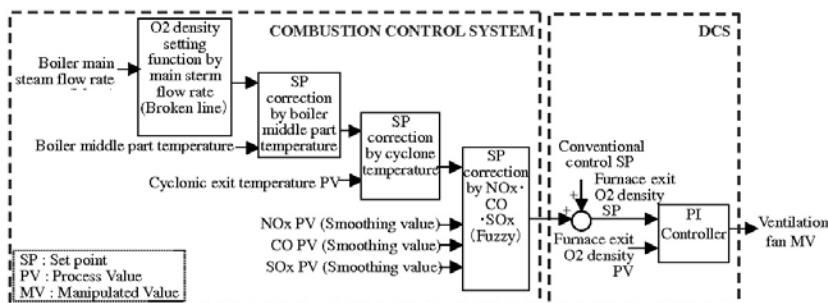 COMBUSTION CONTROL SYSTEM
DCS
O2 density
setting
function by
main sterm
flow rate
(Broken line)
Boiler main
steam flow rate
SP
correction
by boiler
middle part
temperature
Boiler middle part temperature
SP
correction
by cyclone
temperature
Cyclonic exit temperature PV
SP
correction
by NOx・
CO
・SOx
(Fuzzy)
NOx PV (Smoothing value)
CO PV (Smoothing value)
SOx PV (Smoothing value)
Conventional
control SP
Furnace exit
O2 density
SP
+
+
Furnace exit
O2 density
PV
PI
Controller
Ventilation
fan MV
SP : Set point
PV : Process Value
MV : Manipulated Value